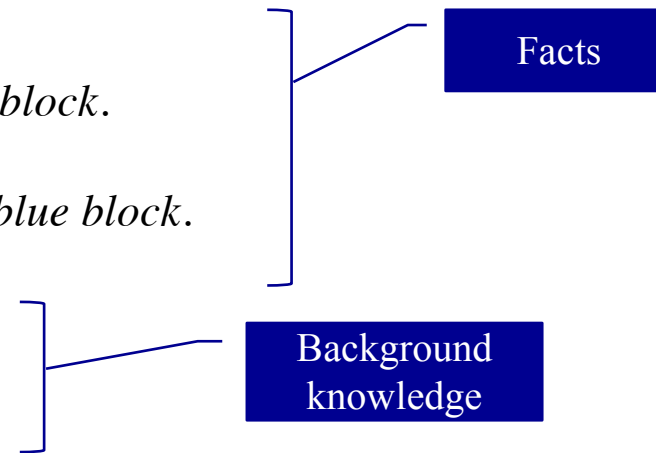 Facts
block.
blue block.
Background
knowledge